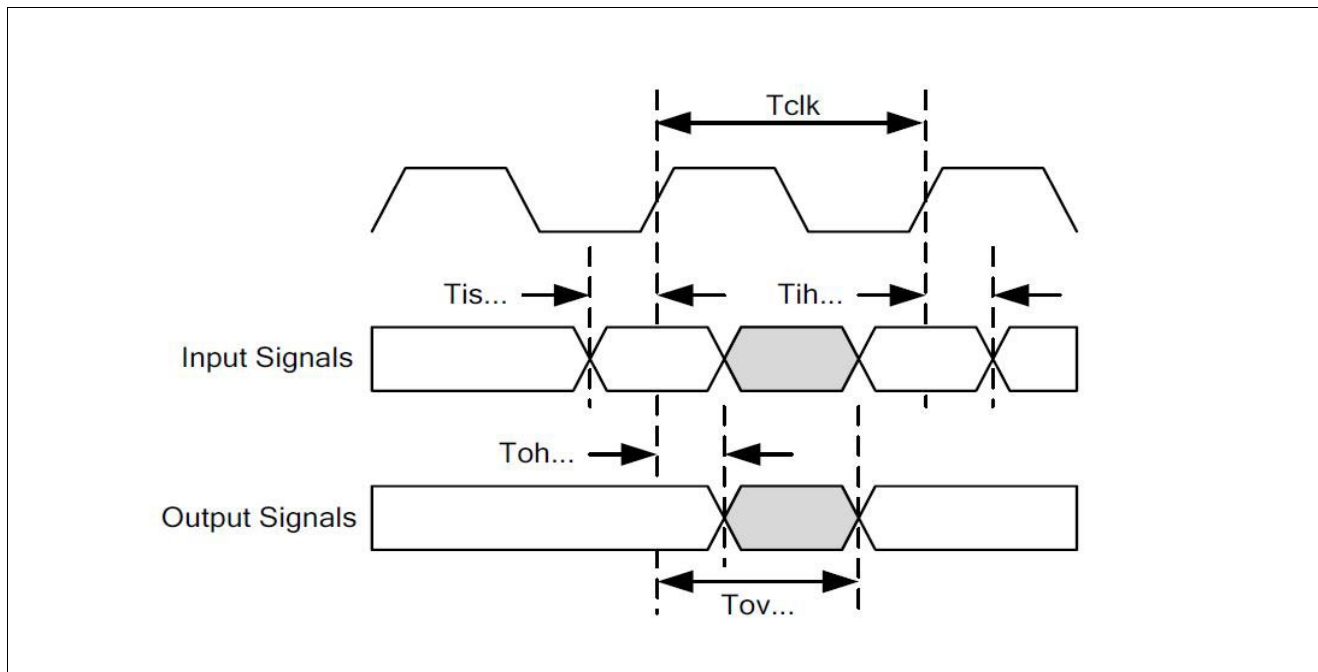 Tclk
Tis...
Tih...
Input Signals
Toh...
Output Signals
Tov...